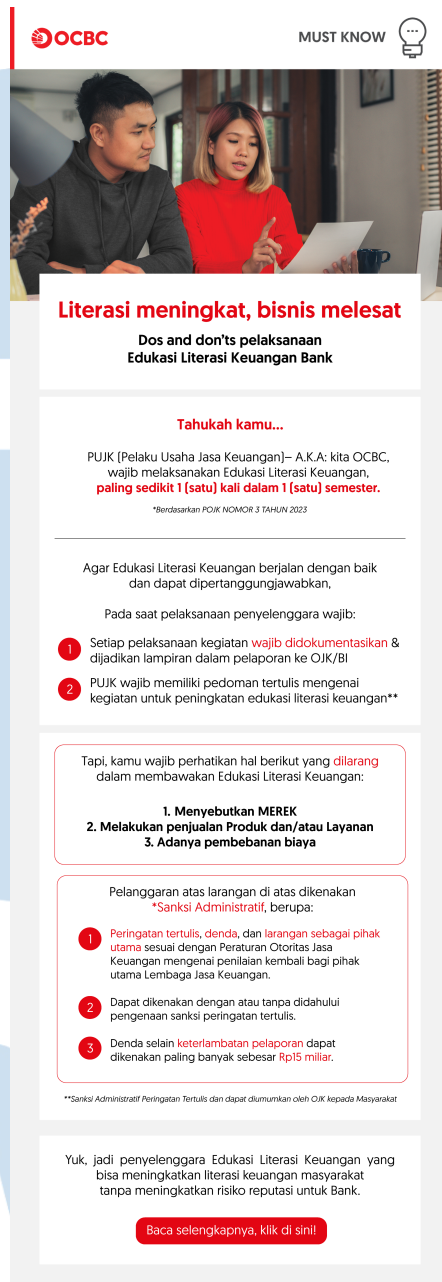 OCBC
MUST KNOW
Literasi meningkat, bisnis melesat
Dos and don'ts pelaksanaan
Edukasi Literasi Keuangan Bank
Tahukah kamu...
PUJK (Pelaku Usaha Jasa Keuangan)– A.K.A: kita OCBC,
wajib melaksanakan Edukasi Literasi Keuangan,
paling sedikit 1 (satu) kali dalam 1 (satu) semester.
*Berdasarkan POJK NOMOR 3 TAHUN 2023
Agar Edukasi Literasi Keuangan berjalan dengan baik
dan dapat dipertanggungjawabkan,
Pada saat pelaksanaan penyelenggara wajib:
1 Setiap pelaksanaan kegiatan wajib didokumentasikan &
dijadikan lampiran dalam pelaporan ke OJK/BI
2 PUJK wajib memiliki pedoman tertulis mengenai
kegiatan untuk peningkatan edukasi literasi keuangan**
Tapi, kamu wajib perhatikan hal berikut yang dilarang
dalam membawakan Edukasi Literasi Keuangan:
1. Menyebutkan MEREK
2. Melakukan penjualan Produk dan/atau Layanan
3. Adanya pembebanan biaya
Pelanggaran atas larangan di atas dikenakan
*Sanksi Administratif, berupa:
1 Peringatan tertulis, denda, dan larangan sebagai pihak
utama sesuai dengan Peraturan Otoritas Jasa
Keuangan mengenai penilaian kembali bagi pihak
utama Lembaga Jasa Keuangan.
2 Dapat dikenakan dengan atau tanpa didahului
pengenaan sanksi peringatan tertulis.
3 Denda selain keterlambatan pelaporan dapat
dikenakan paling banyak sebesar Rp15 miliar.
**Sanksi Administratif Peringatan Tertulis dan dapat diumumkan oleh OJK kepada Masyarakat
Yuk, jadi penyelenggara Edukasi Literasi Keuangan yang
bisa meningkatkan literasi keuangan masyarakat
tanpa meningkatkan risiko reputasi untuk Bank.
Baca selengkapnya, klik di sini!